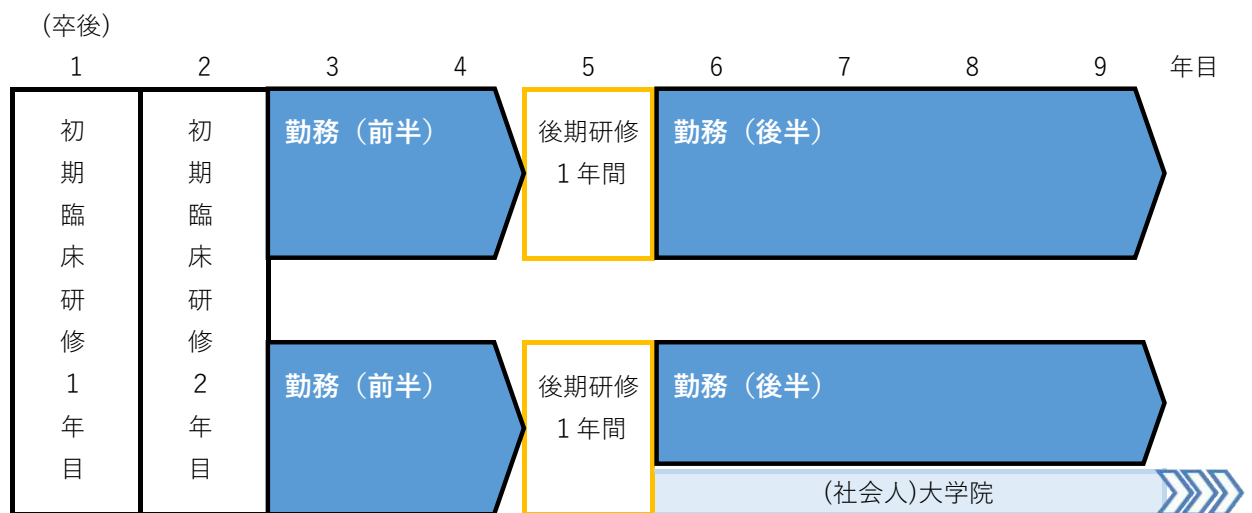 (卒後)
1 2 3 4 5 6 7 8 9 年目
初期臨床研修1年目
初期臨床研修2年目
勤務（前半）
後期研修
１年間
勤務（後半）
勤務（前半）
後期研修
１年間
勤務（後半）
(社会人)大学院